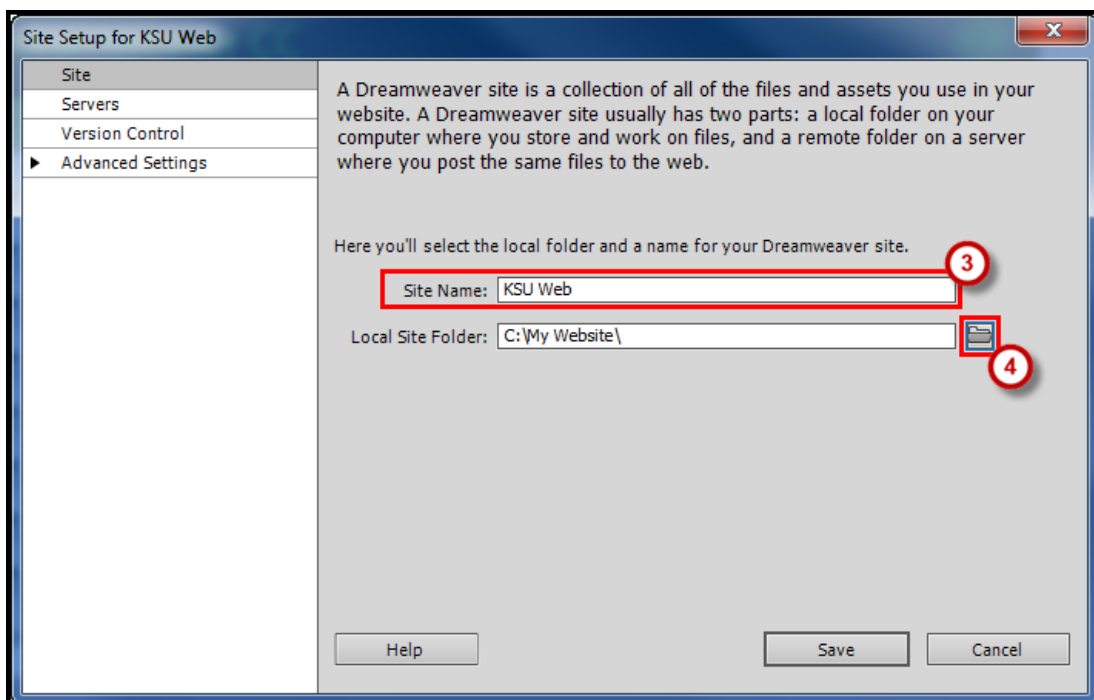 Site Setup for KSU Web
x
Site
Servers
Version Control
Advanced Settings
A Dreamweaver site is a collection of all of the files and assets you use in your
website. A Dreamweaver site usually has two parts: a local folder on your
computer where you store and work on files, and a remote folder on a server
where you post the same files to the web.
Here you'll select the local folder and a name for your Dreamweaver site.
3
Site Name: KSU Web
Local Site Folder: C:\My Website\
4
Help Save Cancel